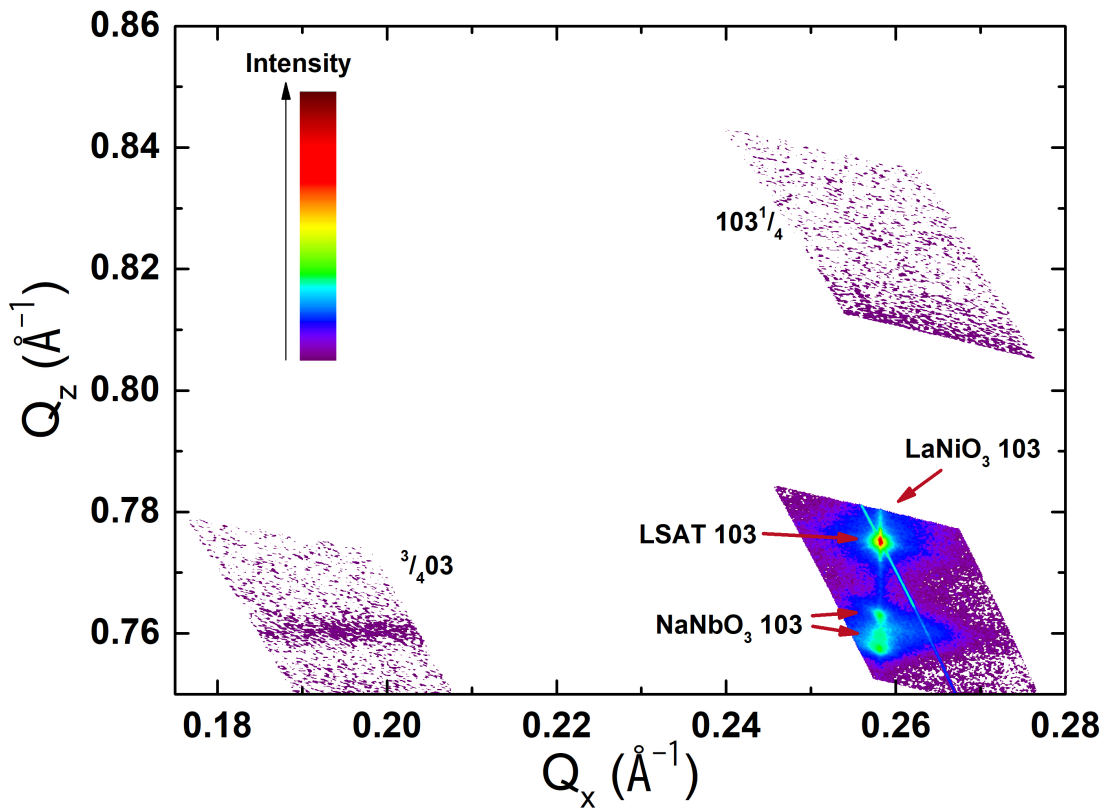 0.86
0.84
0.82
0.80
0.78
0.76
Q_z (Å⁻¹)
Intensity
103¹/₄
LaNiO₃ 103
LSAT 103
³/₄03
NaNbO₃ 103
0.18 0.20 0.22 0.24 0.26 0.28
Qₓ (Å⁻¹)